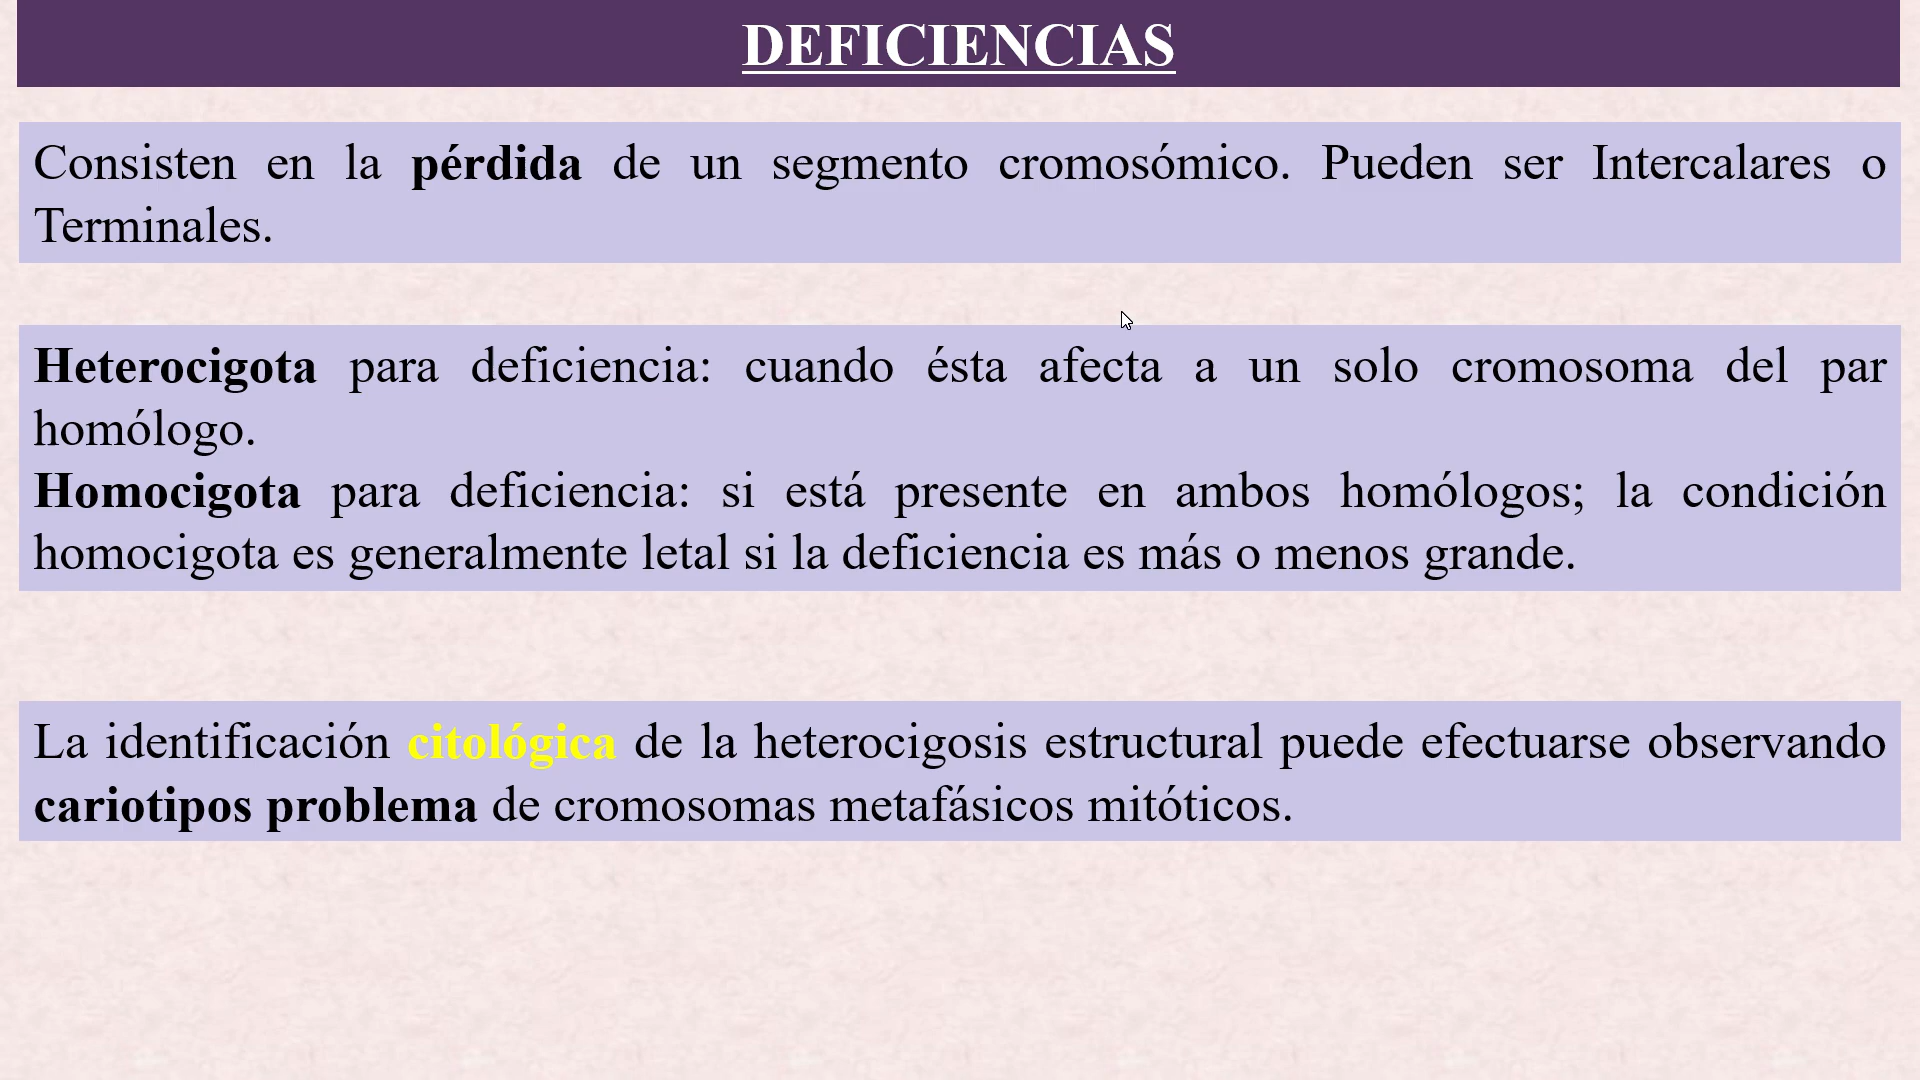 DEFICIENCIAS
Consisten en la pérdida de un segmento cromosómico. Pueden ser Intercalares o
Terminales.
Heterocigota para deficiencia: cuando ésta afecta a un solo cromosoma del par
homólogo.
Homocigota para deficiencia: si está presente en ambos homólogos; la condición
homocigota es generalmente letal si la deficiencia es más o menos grande.
La identificación citológica de la heterocigosis estructural puede efectuarse observando
cariotipos problema de cromosomas metafásicos mitóticos.